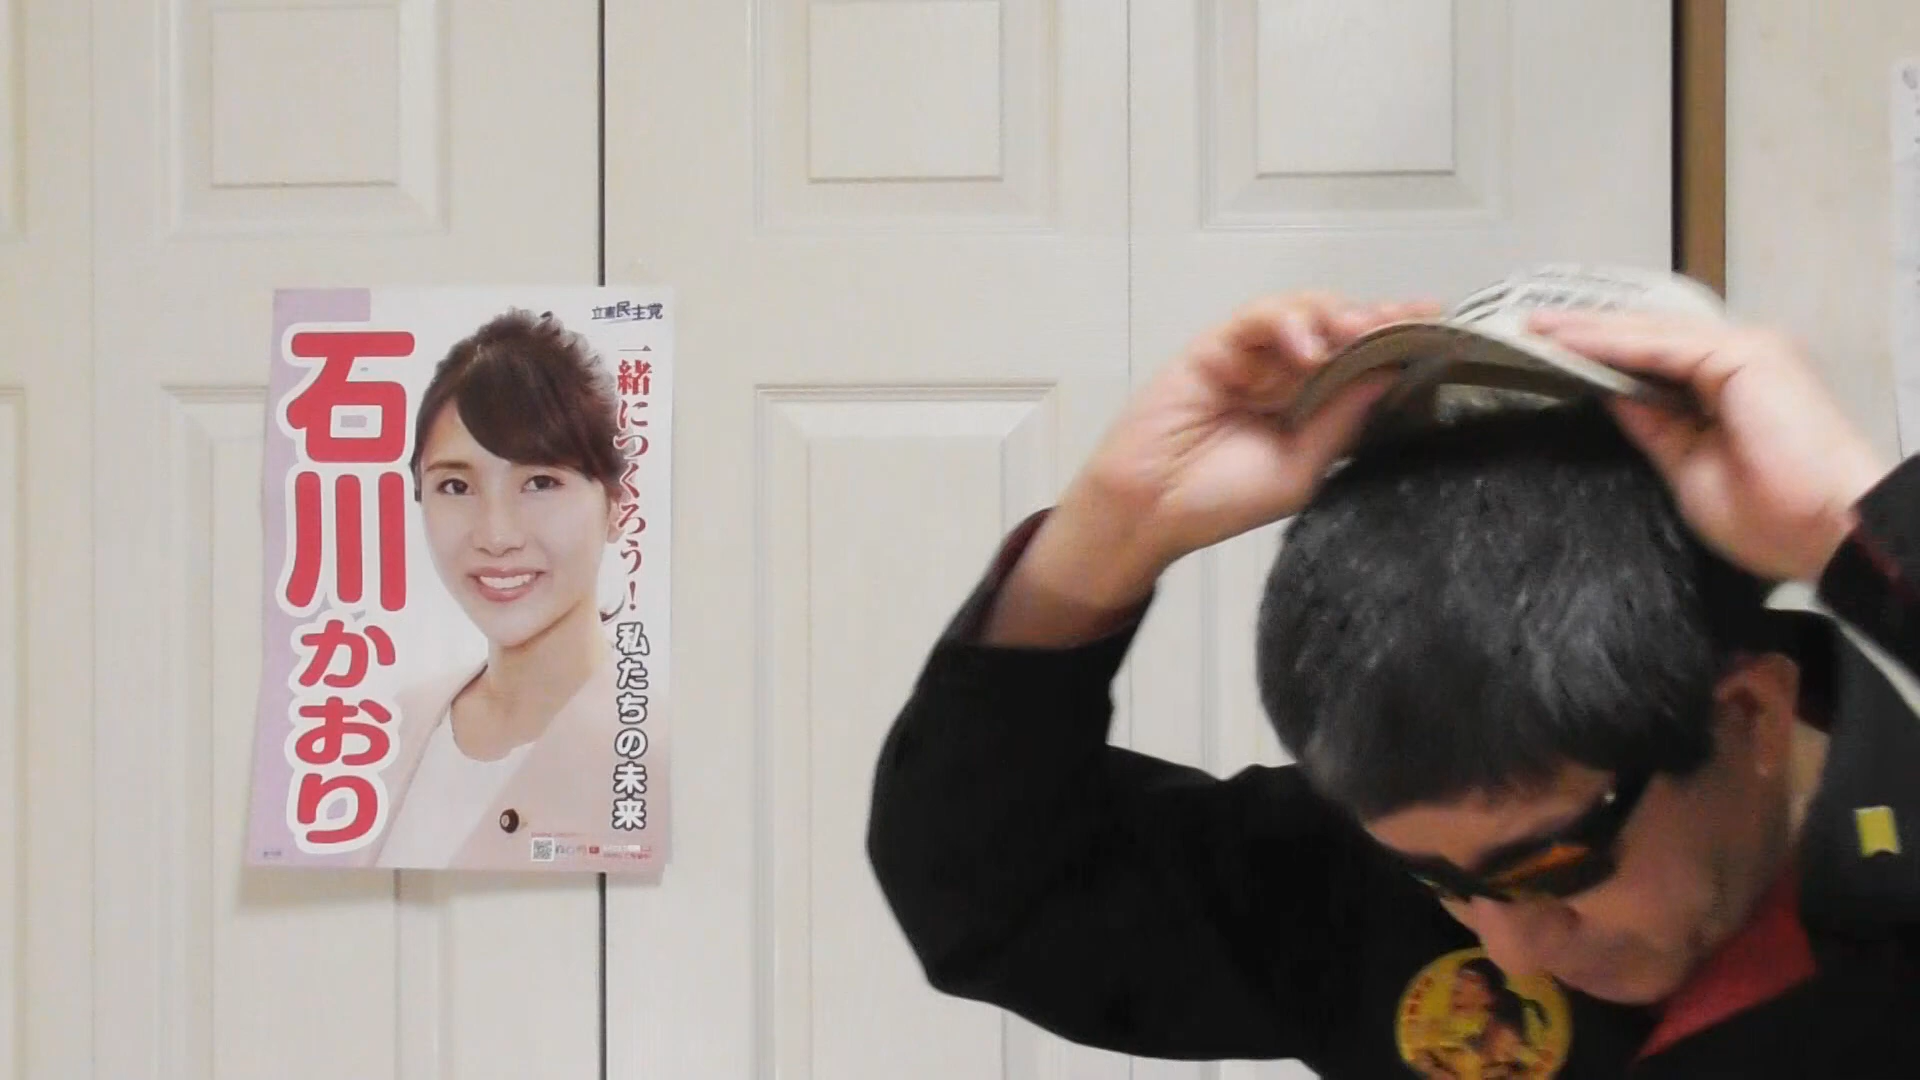 立憲民主党
石川かおり
一緒につくろう！私たちの未来